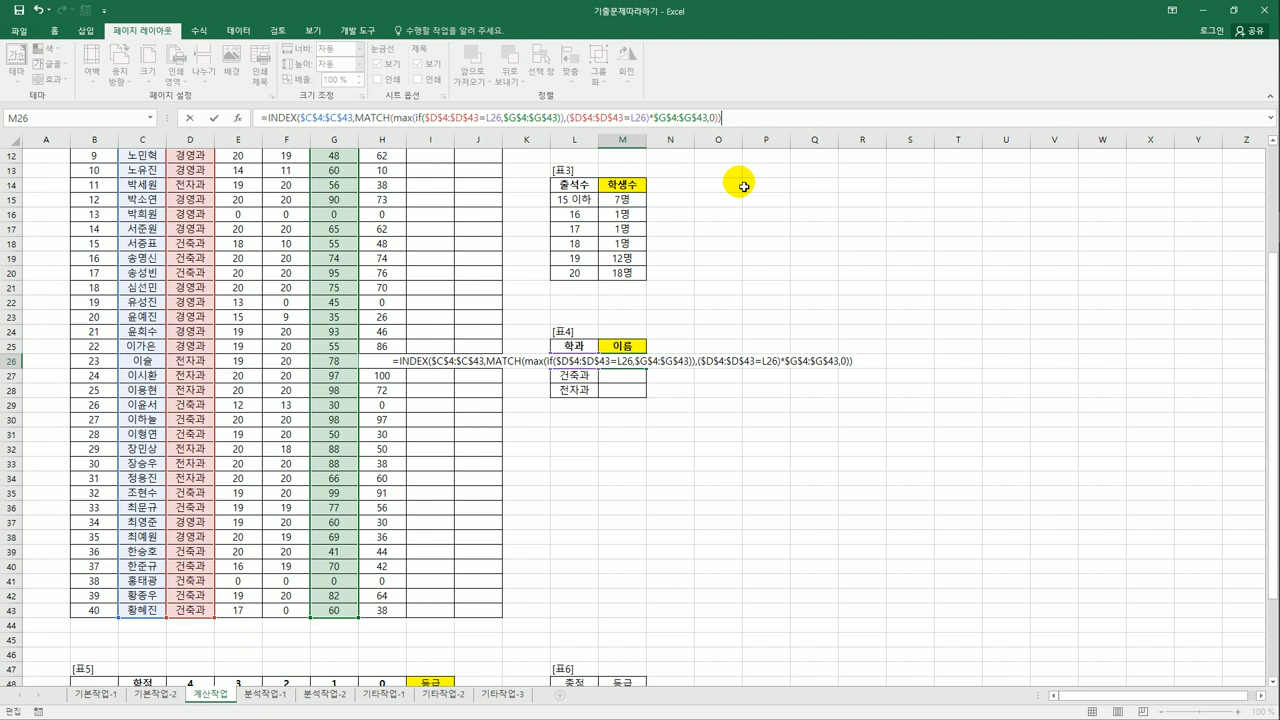 기출문제따라하기 - Excel
파일 홈 삽입 페이지 레이아웃 수식 데이터 검토 보기 개발 도구 수행할 작업을 알려 주세요. 로그인 공유
테마 색 글꼴 효과 여백 용지 방향 크기 인쇄 영역 나누기 배경 인쇄 제목 너비: 자동 높이: 자동 배율: 100 % 눈금선 보기 인쇄 제목 보기 인쇄 앞으로 가져오기 뒤로 보내기 선택 창 맞춤 그룹화 회전
테마 페이지 설정 크기 조정 시트 옵션 정렬
M26 fx =INDEX($C$4:$C$43,MATCH(max(if($D$4:$D$43=L26,$G$4:$G$43)),($D$4:$D$43=L26)*$G$4:$G$43,0))
A B C D E F G H I J K L M N O P Q R S T U V W X Y Z
12 9 노민혁 경영과 20 19 48 62
13 10 노유진 경영과 14 11 60 10 [표3]
14 11 박세원 전자과 19 20 56 38 출석수 학생수
15 12 박소연 경영과 20 20 90 73 15 이하 7명
16 13 박희원 경영과 0 0 0 0 16 1명
17 14 서준원 경영과 20 20 65 62 17 1명
18 15 서증표 건축과 18 10 55 48 18 1명
19 16 송명신 건축과 20 20 74 74 19 12명
20 17 송성빈 건축과 20 20 95 76 20 18명
21 18 심선민 경영과 20 20 75 70
22 19 유성진 경영과 13 0 45 0
23 20 윤예진 경영과 15 9 35 26
24 21 윤희수 경영과 19 20 93 46 [표4]
25 22 이가은 경영과 19 20 55 86 학과 이름
26 23 이슬 전자과 19 20 78 =INDEX($C$4:$C$43,MATCH(max(if($D$4:$D$43=L26,$G$4:$G$43)),($D$4:$D$43=L26)*$G$4:$G$43,0))
27 24 이시환 전자과 20 20 97 100 건축과
28 25 이용현 전자과 20 20 98 72 전자과
29 26 이윤서 건축과 12 13 30 0
30 27 이하늘 건축과 20 20 98 97
31 28 이형연 건축과 19 20 50 30
32 29 장민상 전자과 20 18 88 50
33 30 장승우 전자과 20 20 88 38
34 31 정용진 전자과 20 20 66 60
35 32 조현수 건축과 19 20 99 91
36 33 최문규 건축과 19 19 77 56
37 34 최영준 경영과 19 20 60 30
38 35 최예원 경영과 19 20 69 36
39 36 한승호 건축과 20 20 41 44
40 37 한준규 건축과 16 19 70 42
41 38 홍태광 건축과 0 0 0 0
42 39 황종우 건축과 19 20 82 64
43 40 황혜진 건축과 17 0 60 38
44
45
46
47 [표5] [표6]
48 학점 4 3 2 1 0 등급 총점 등급
기본작업-1 기본작업-2 계산작업 분석작업-1 분석작업-2 기타작업-1 기타작업-2 기타작업-3
편집 100 %